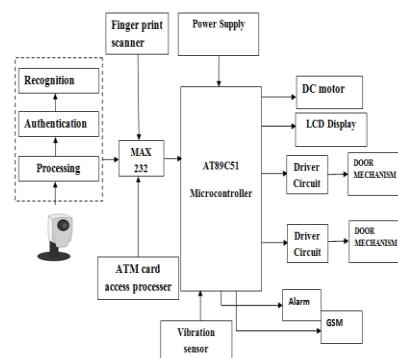 Finger print
scanner
Power Supply
Recognition
Authentication
Processing
MAX
232
AT89C51
Microcontroller
DC motor
LCD Display
Driver
Circuit
DOOR
MECHANISM
Driver
Circuit
DOOR
MECHANISM
ATM card
access processer
Alarm
GSM
Vibration
sensor